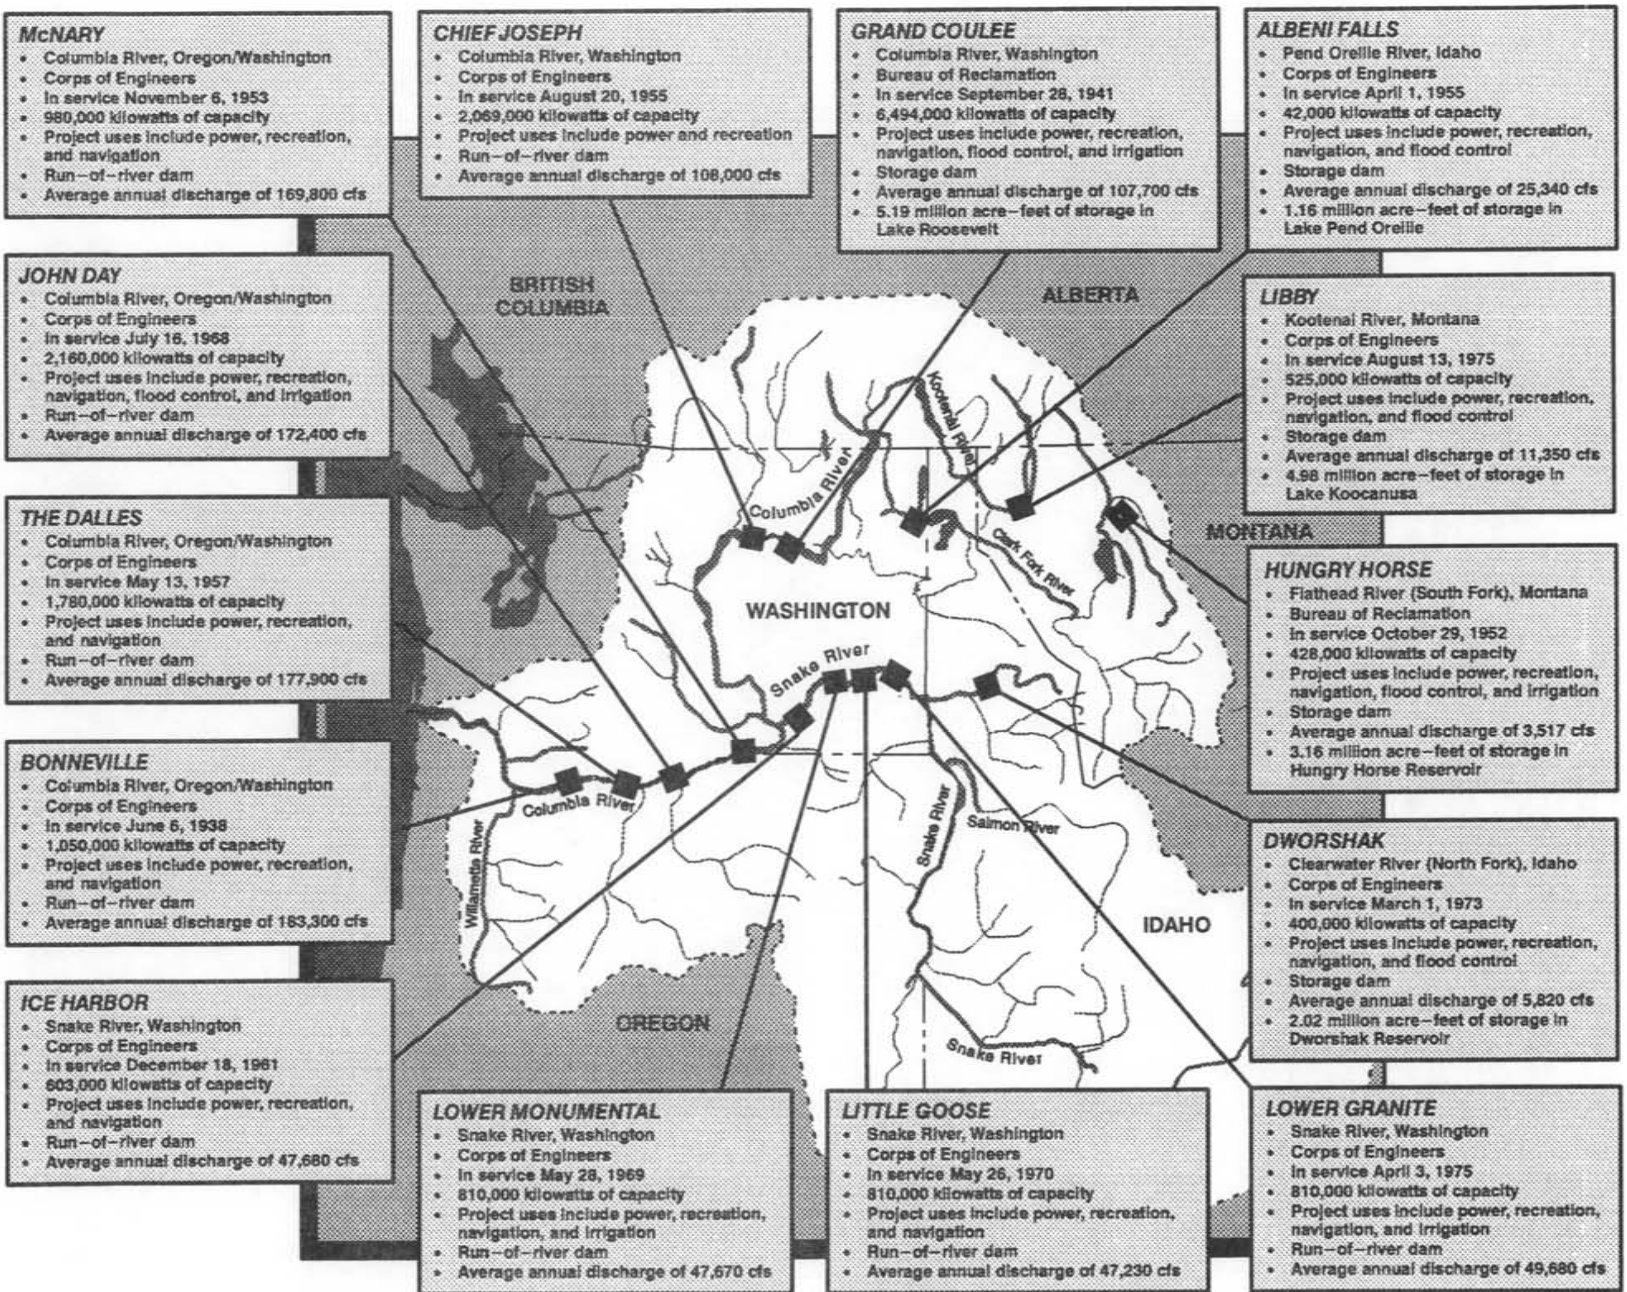 McNARY
• Columbia River, Oregon/Washington
• Corps of Engineers
• In service November 6, 1953
• 980,000 kilowatts of capacity
• Project uses include power, recreation,
and navigation
• Run-of-river dam
• Average annual discharge of 169,800 cfs
CHIEF JOSEPH
• Columbia River, Washington
• Corps of Engineers
• In service August 20, 1955
• 2,069,000 kilowatts of capacity
• Project uses include power and recreation
• Run-of-river dam
• Average annual discharge of 108,000 cfs
GRAND COULEE
• Columbia River, Washington
• Bureau of Reclamation
• In service September 28, 1941
• 6,494,000 kilowatts of capacity
• Project uses include power, recreation,
navigation, flood control, and irrigation
• Storage dam
• Average annual discharge of 107,700 cfs
• 5.19 million acre-feet of storage in
Lake Roosevelt
ALBENI FALLS
• Pend Oreille River, Idaho
• Corps of Engineers
• In service April 1, 1955
• 42,000 kilowatts of capacity
• Project uses include power, recreation,
navigation, and flood control
• Storage dam
• Average annual discharge of 25,340 cfs
• 1.16 million acre-feet of storage in
Lake Pend Oreille
JOHN DAY
• Columbia River, Oregon/Washington
• Corps of Engineers
• In service July 16, 1968
• 2,160,000 kilowatts of capacity
• Project uses include power, recreation,
navigation, flood control, and irrigation
• Run-of-river dam
• Average annual discharge of 172,400 cfs
LIBBY
• Kootenai River, Montana
• Corps of Engineers
• In service August 13, 1975
• 525,000 kilowatts of capacity
• Project uses include power, recreation,
navigation, and flood control
• Storage dam
• Average annual discharge of 11,350 cfs
• 4.98 million acre-feet of storage in
Lake Koocanusa
THE DALLES
• Columbia River, Oregon/Washington
• Corps of Engineers
• In service May 13, 1957
• 1,780,000 kilowatts of capacity
• Project uses include power, recreation,
and navigation
• Run-of-river dam
• Average annual discharge of 177,900 cfs
HUNGRY HORSE
• Flathead River (South Fork), Montana
• Bureau of Reclamation
• In service October 29, 1952
• 428,000 kilowatts of capacity
• Project uses include power, recreation,
navigation, flood control, and irrigation
• Storage dam
• Average annual discharge of 3,517 cfs
• 3.16 million acre-feet of storage in
Hungry Horse Reservoir
BONNEVILLE
• Columbia River, Oregon/Washington
• Corps of Engineers
• In service June 6, 1938
• 1,050,000 kilowatts of capacity
• Project uses include power, recreation,
and navigation
• Run-of-river dam
• Average annual discharge of 183,300 cfs
DWORSHAK
• Clearwater River (North Fork), Idaho
• Corps of Engineers
• In service March 1, 1973
• 400,000 kilowatts of capacity
• Project uses include power, recreation,
navigation, and flood control
• Storage dam
• Average annual discharge of 5,820 cfs
• 2.02 million acre-feet of storage in
Dworshak Reservoir
ICE HARBOR
• Snake River, Washington
• Corps of Engineers
• In service December 18, 1961
• 603,000 kilowatts of capacity
• Project uses include power, recreation,
and navigation
• Run-of-river dam
• Average annual discharge of 47,680 cfs
LOWER MONUMENTAL
• Snake River, Washington
• Corps of Engineers
• In service May 28, 1969
• 810,000 kilowatts of capacity
• Project uses include power, recreation,
navigation, and irrigation
• Run-of-river dam
• Average annual discharge of 47,670 cfs
LITTLE GOOSE
• Snake River, Washington
• Corps of Engineers
• In service May 26, 1970
• 810,000 kilowatts of capacity
• Project uses include power, recreation,
and navigation
• Run-of-river dam
• Average annual discharge of 47,230 cfs
LOWER GRANITE
• Snake River, Washington
• Corps of Engineers
• In service April 3, 1975
• 810,000 kilowatts of capacity
• Project uses include power, recreation,
navigation, and irrigation
• Run-of-river dam
• Average annual discharge of 49,680 cfs
BRITISH
COLUMBIA
ALBERTA
Kootenai River
Columbia River
MONTANA
Clark Fork River
WASHINGTON
Snake River
Columbia River
Snake River
Salmon River
Willamette River
IDAHO
OREGON
Snake River